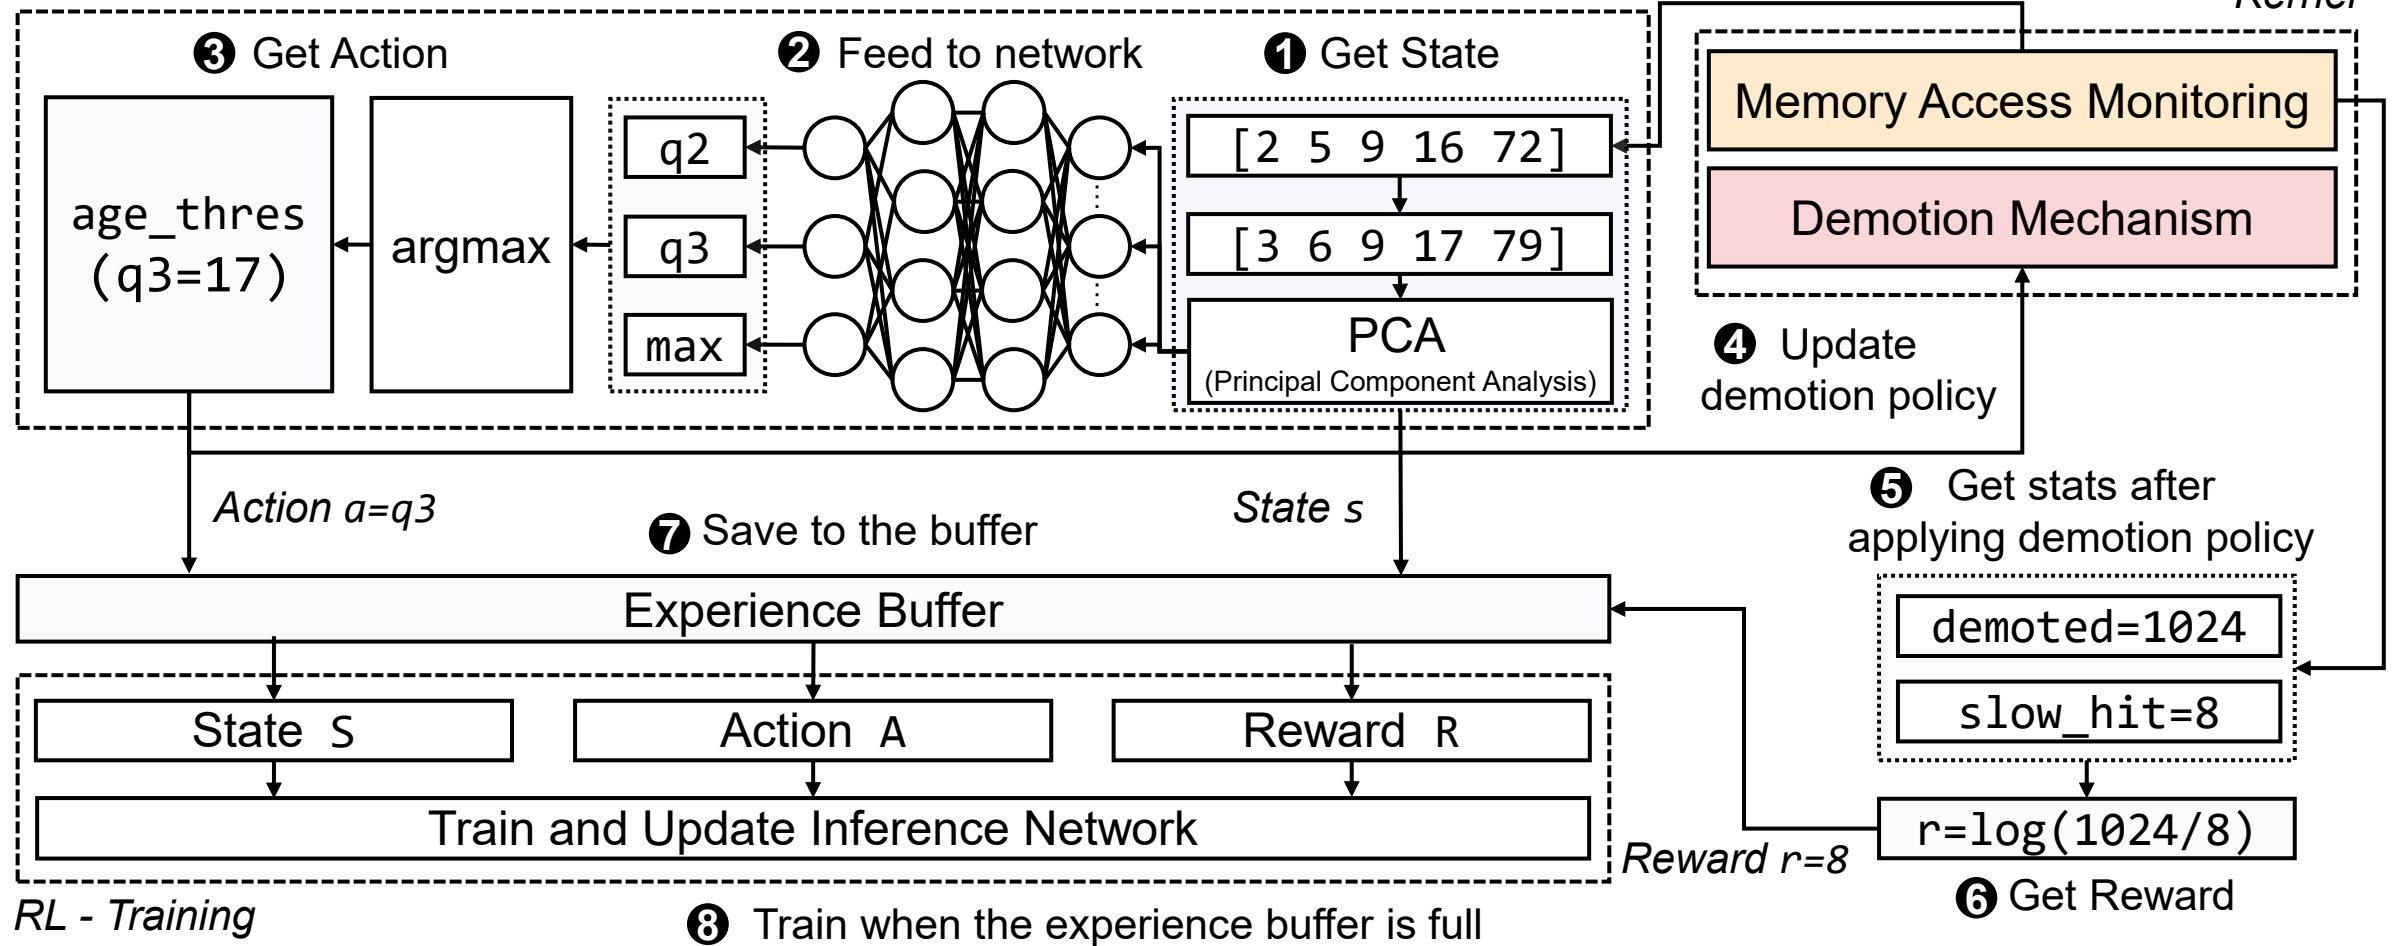 Kernel
❸ Get Action
❷ Feed to network
❶ Get State
age_thres
(q3=17)
argmax
q2
q3
max
[2 5 9 16 72]
[3 6 9 17 79]
PCA
(Principal Component Analysis)
Memory Access Monitoring
Demotion Mechanism
❹ Update
demotion policy
Action a=q3
State s
❺ Get stats after
applying demotion policy
❼ Save to the buffer
Experience Buffer
demoted=1024
slow_hit=8
State S
Action A
Reward R
Train and Update Inference Network
r=log(1024/8)
Reward r=8
❻ Get Reward
RL - Training
❽ Train when the experience buffer is full